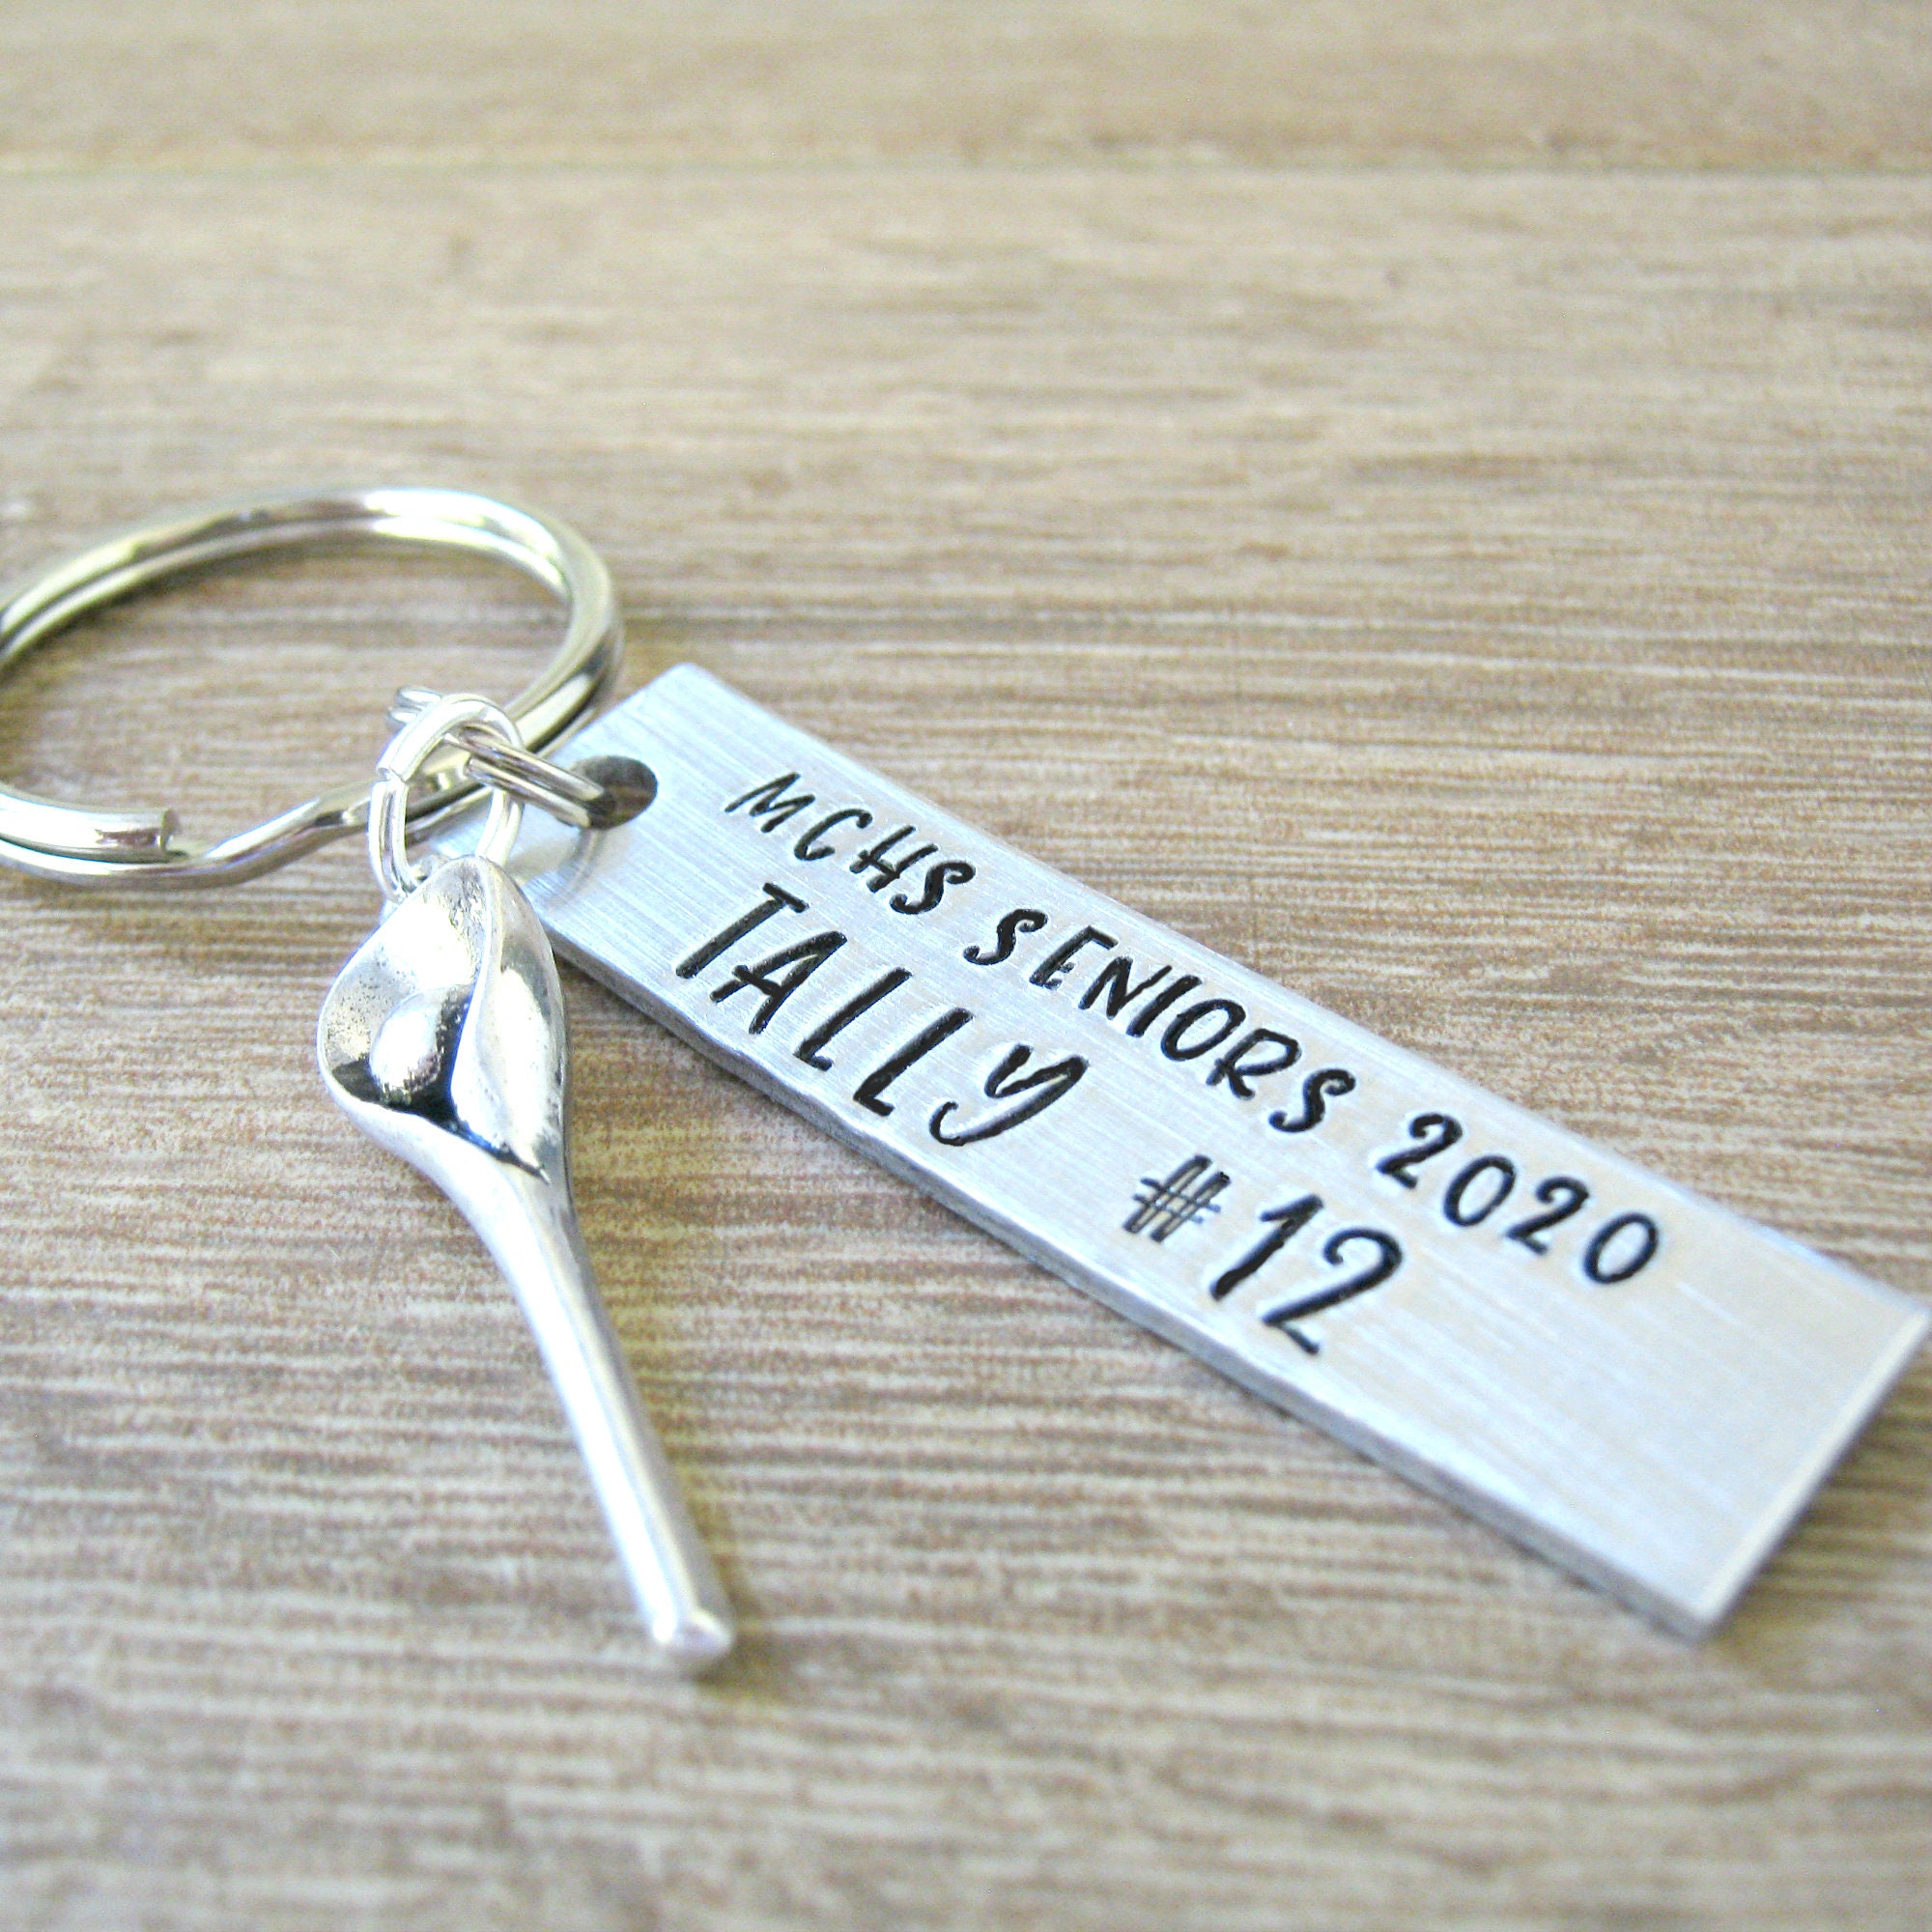 MCHS SENIORS 2020
TALLY #12